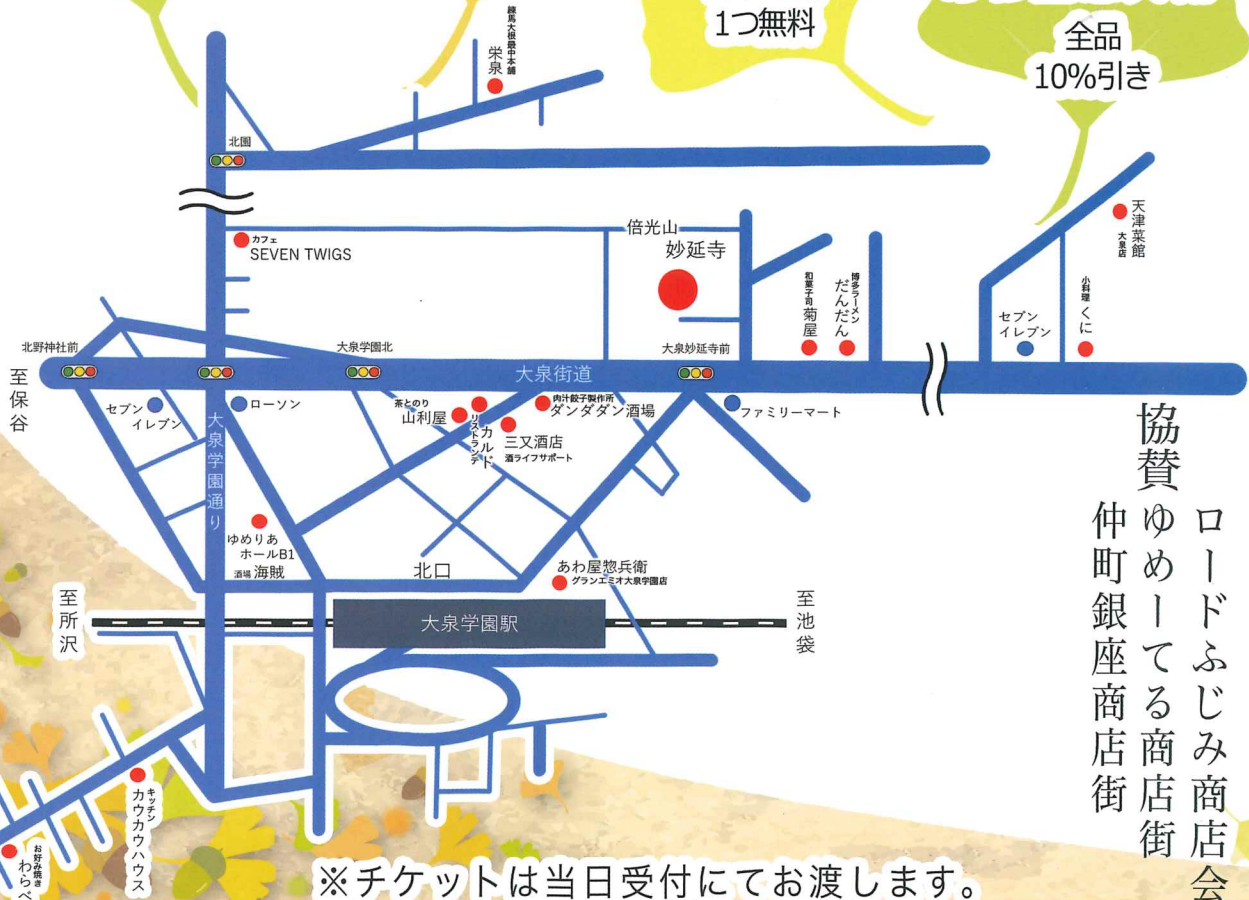 1つ無料
全品
10%引き
練馬大根最中本舗
栄泉
北園
カフェ
SEVEN TWIGS
倍光山
妙延寺
和菓子司
菊屋
博多ラーメン
だんだん
天津菜館
大泉店
小料理
くに
セブン
イレブン
北野神社前
大泉学園北
大泉妙延寺前
大泉街道
至保谷
セブン
イレブン
ローソン
大泉学園通り
茶とのり
山利屋
リストランテ
カルド
肉汁餃子製作所
ダンダダン酒場
三又酒店
酒ライフサポート
ファミリーマート
ゆめりあ
ホールB1
酒場 海賊
北口
あわ屋惣兵衛
グランエミオ大泉学園店
至所沢
大泉学園駅
至池袋
協賛
ロードふじみ商店会
ゆめーてる商店街
仲町銀座商店街
キッチン
カウカウハウス
お好み焼き
わらべ
※チケットは当日受付にてお渡します。